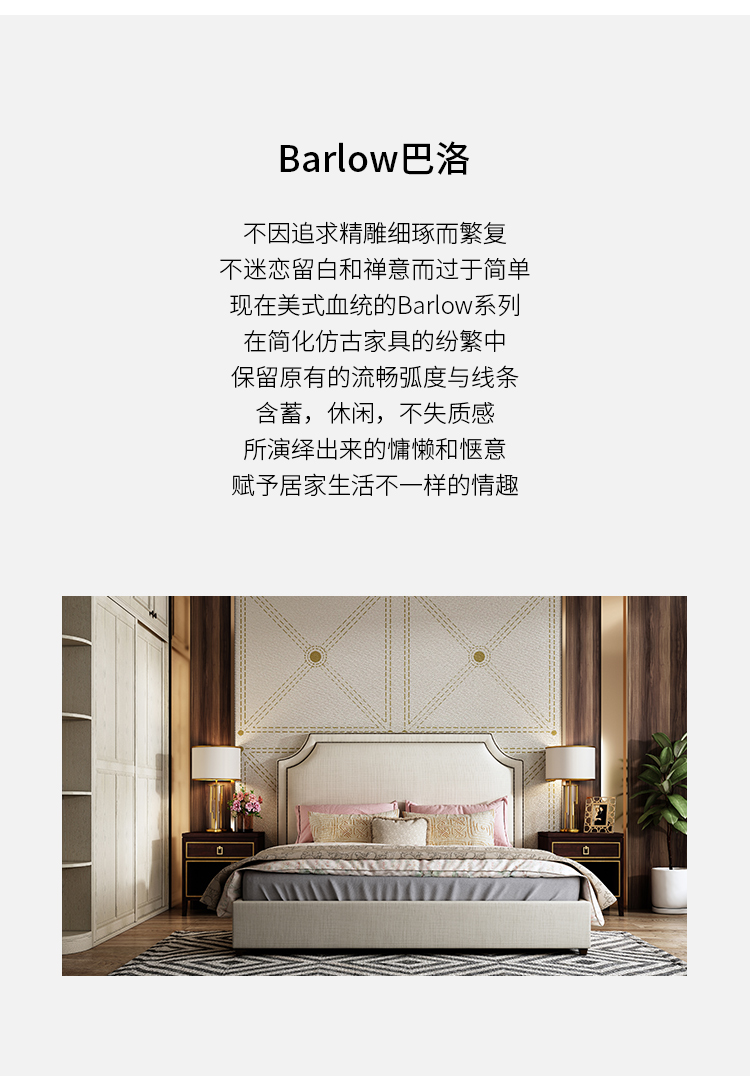 Barlow巴洛
不因追求精雕细琢而繁复
不迷恋留白和禅意而过于简单
现在美式血统的Barlow系列
在简化仿古家具的纷繁中
保留原有的流畅弧度与线条
含蓄，休闲，不失质感
所演绎出来的慵懒和惬意
赋予居家生活不一样的情趣